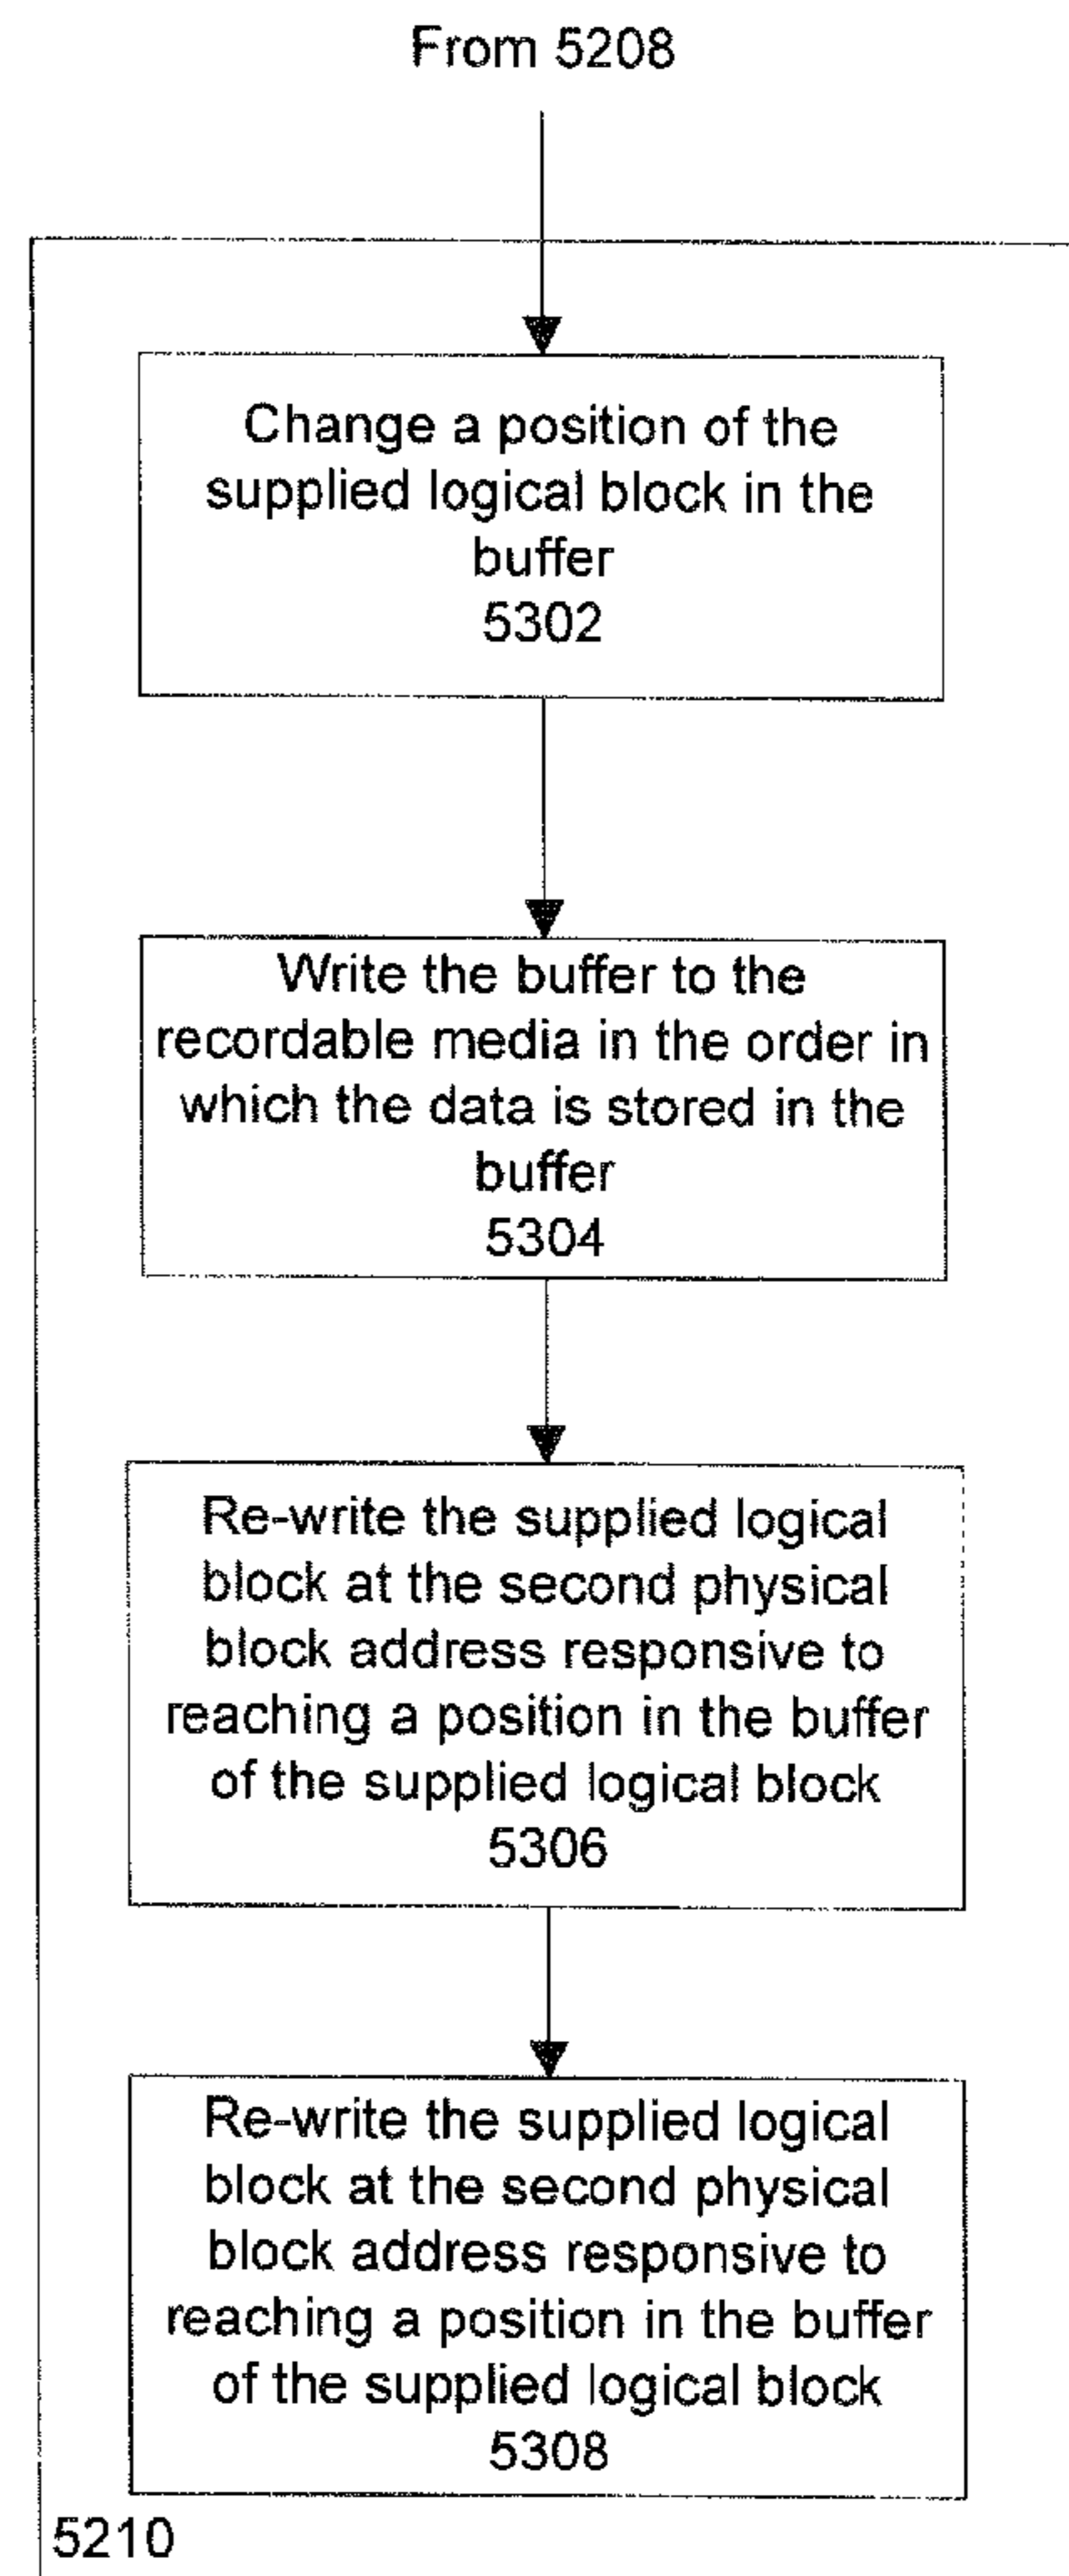 From 5208
Change a position of the
supplied logical block in the
buffer
5302
Write the buffer to the
recordable media in the order in
which the data is stored in the
buffer
5304
Re-write the supplied logical
block at the second physical
block address responsive to
reaching a position in the buffer
of the supplied logical block
5306
Re-write the supplied logical
block at the second physical
block address responsive to
reaching a position in the buffer
of the supplied logical block
5308
5210